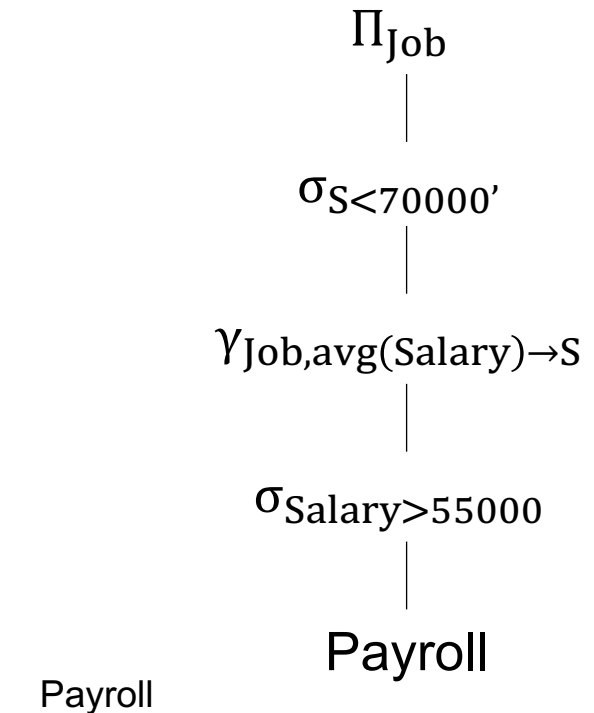 Π_Job
σ_S<70000’
γ_Job,avg(Salary)→S
σ_Salary>55000
Payroll
Payroll